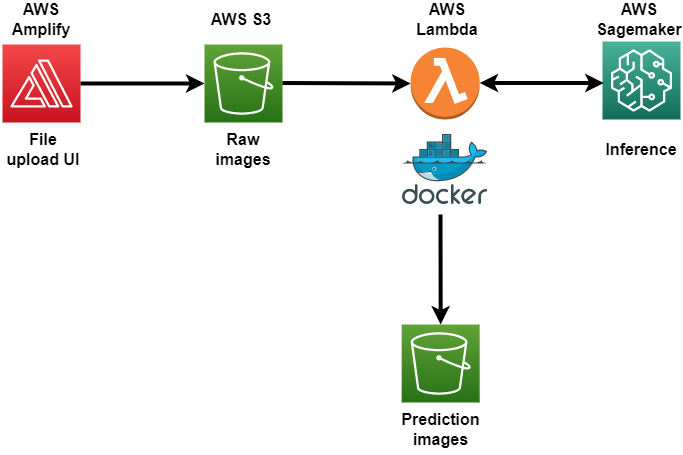 AWS
Amplify
AWS S3
AWS
Lambda
AWS
Sagemaker
File
upload UI
Raw
images
docker
Inference
Prediction
images